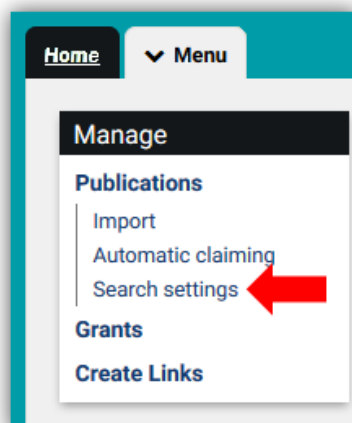 Home Menu
Manage
Publications
Import
Automatic claiming
Search settings
Grants
Create Links